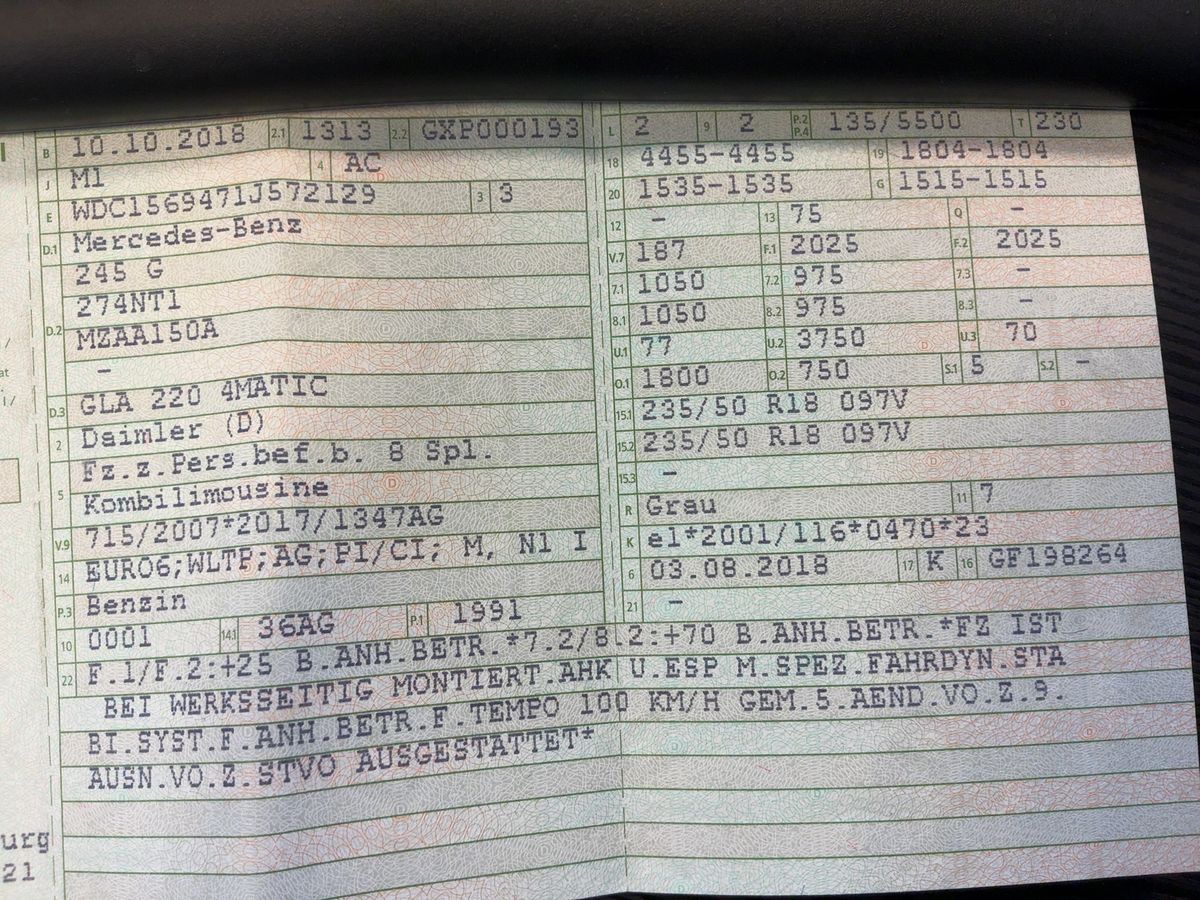 B 10.10.2018 2.1 1313 2.2 GXP000193
J M1 4 AC
E WDC1569471J572129 3 3
D.1 Mercedes-Benz
D.2 245 G
274NT1
MZAA150A
-
D.3 GLA 220 4MATIC
2 Daimler (D)
5 Fz.z.Pers.bef.b. 8 Spl.
Kombilimousine
V.9 715/2007*2017/1347AG
14 EURO6;WLTP;AG;PI/CI; M, N1 I
P.3 Benzin
10 0001 14.1 36AG P.1 1991
L 2 9 2 P.2 P.4 135/5500 T 230
18 4455-4455 19 1804-1804
20 1535-1535 G 1515-1515
12 - 13 75 Q -
V.7 187 F.1 2025 F.2 2025
7.1 1050 7.2 975 7.3 -
8.1 1050 8.2 975 8.3 -
U.1 77 U.2 3750 U.3 70
O.1 1800 O.2 750 S.1 5 S.2 -
15.1 235/50 R18 097V
15.2 235/50 R18 097V
15.3 -
R Grau 11 7
K e1*2001/116*0470*23
6 03.08.2018 17 K 16 GF198264
21 -
22 F.1/F.2:+25 B.ANH.BETR.*7.2/8.2:+70 B.ANH.BETR.*FZ IST
BEI WERKSSEITIG MONTIERT.AHK U.ESP M.SPEZ.FAHRDYN.STA
BI.SYST.F.ANH.BETR.F.TEMPO 100 KM/H GEM.5.AEND.VO.Z.9.
AUSN.VO.Z.STVO AUSGESTATTET*
urg
21